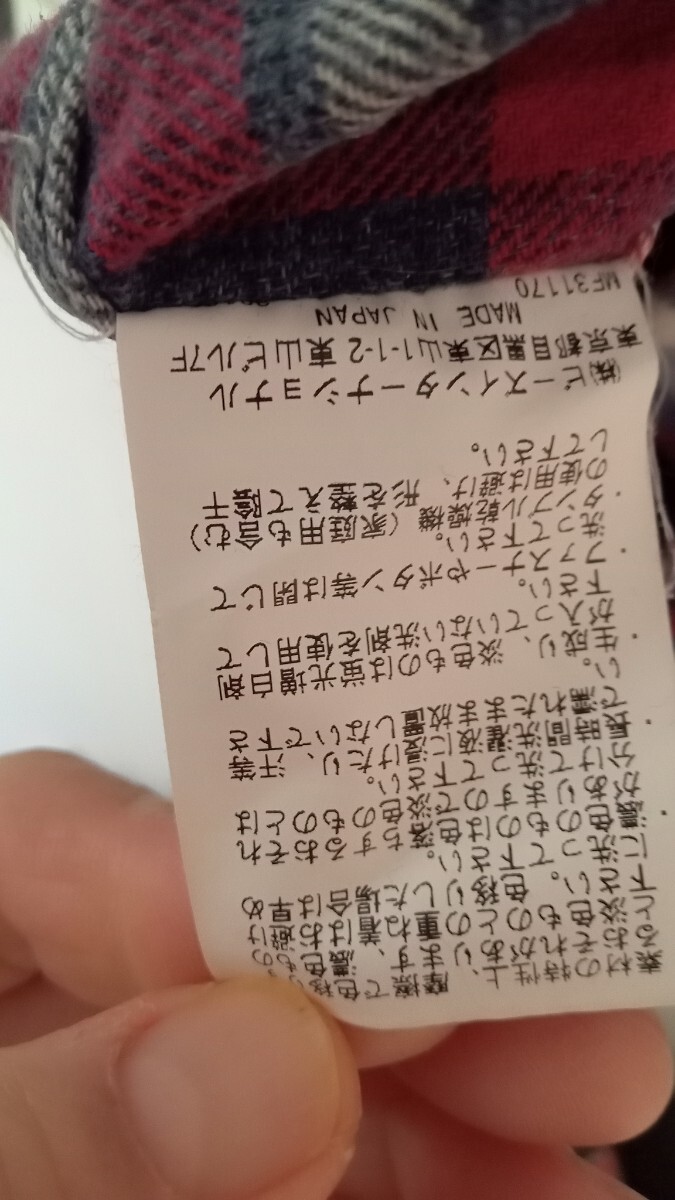 素材の特性上、摩擦で色移り
るおそれがあります。濃色もの
と淡色ものとの重ね着はお避け
下さい。色移りした場合は早め
に洗って下さい。
・濃色のものは色落ちするおそれ
がありますので淡色のものとは
分けて洗って下さい。
・長時間洗濯液に浸けたり、汗等
で濡れたまま放置しないで下さ
い。
・生成り、淡色ものは蛍光増白剤
が入っていない洗剤を使用して
下さい。
・ファスナーやボタン等は閉じて
洗って下さい。
・タンブル乾燥機（家庭用も含む）
の使用は避け、形を整えて陰干
して下さい。
㈱ビーズインターナショナル
東京都目黒区東山1-1-2 東山ビル7F
MADE IN JAPAN
MF31170